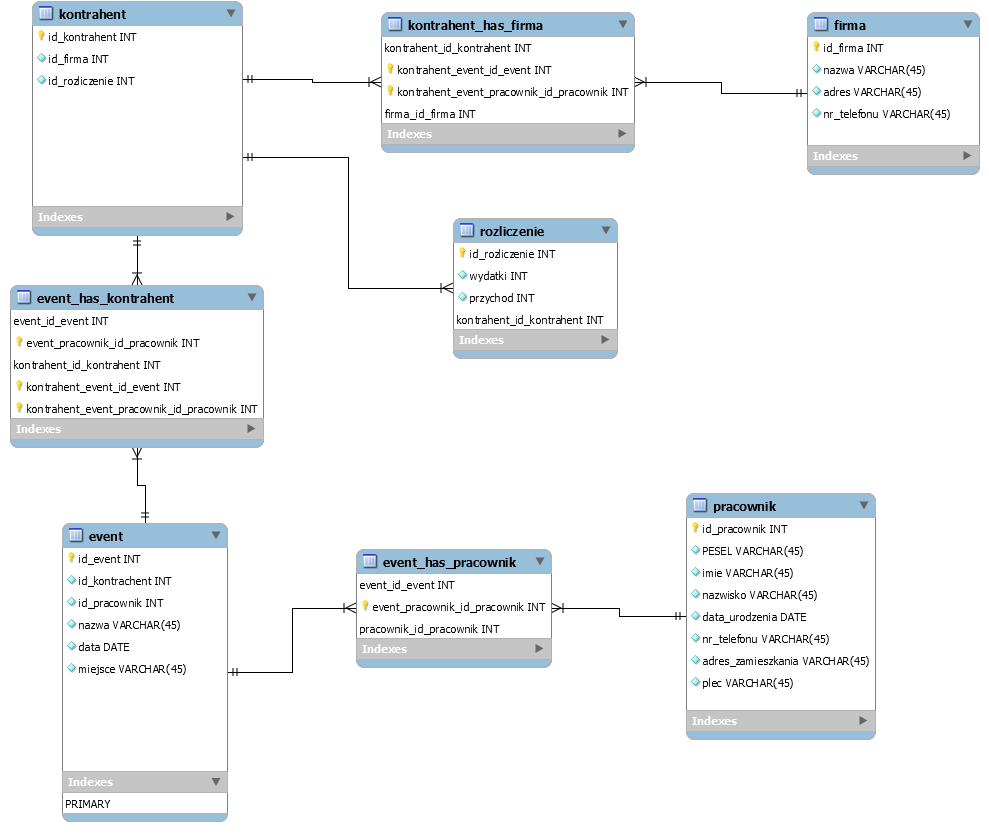 kontrahent
id_kontrahent INT
id_firma INT
id_rozliczenie INT
Indexes
kontrahent_has_firma
kontrahent_id_kontrahent INT
kontrahent_event_id_event INT
kontrahent_event_pracownik_id_pracownik INT
firma_id_firma INT
Indexes
firma
id_firma INT
nazwa VARCHAR(45)
adres VARCHAR(45)
nr_telefonu VARCHAR(45)
Indexes
rozliczenie
id_rozliczenie INT
wydatki INT
przychod INT
kontrahent_id_kontrahent INT
Indexes
event_has_kontrahent
event_id_event INT
event_pracownik_id_pracownik INT
kontrahent_id_kontrahent INT
kontrahent_event_id_event INT
kontrahent_event_pracownik_id_pracownik INT
Indexes
event
id_event INT
id_kontrachent INT
id_pracownik INT
nazwa VARCHAR(45)
data DATE
miejsce VARCHAR(45)
Indexes
PRIMARY
event_has_pracownik
event_id_event INT
event_pracownik_id_pracownik INT
pracownik_id_pracownik INT
Indexes
pracownik
id_pracownik INT
PESEL VARCHAR(45)
imie VARCHAR(45)
nazwisko VARCHAR(45)
data_urodzenia DATE
nr_telefonu VARCHAR(45)
adres_zamieszkania VARCHAR(45)
plec VARCHAR(45)
Indexes